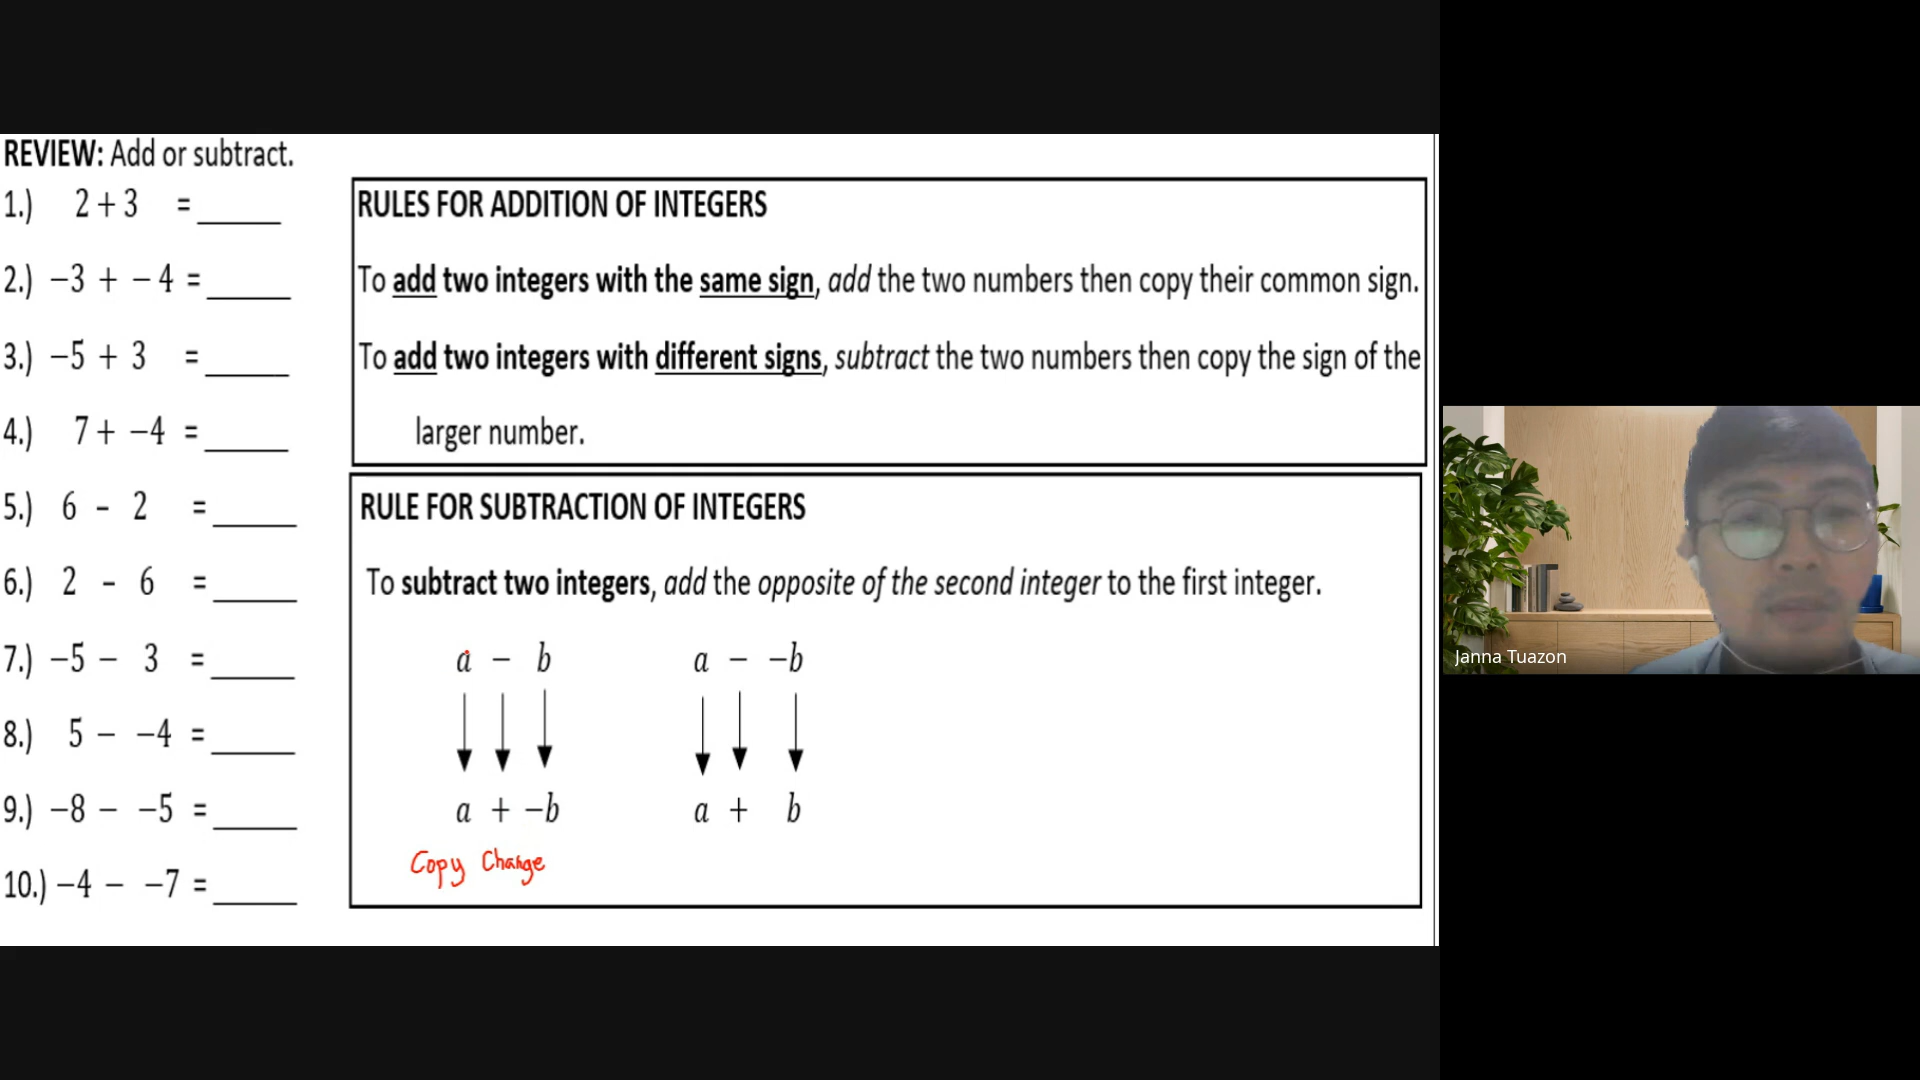 REVIEW: Add or subtract.
1.) 2 + 3 = _____
2.) −3 + − 4 = _____
3.) −5 + 3 = _____
4.) 7 + −4 = _____
5.) 6 - 2 = _____
6.) 2 - 6 = _____
7.) −5 − 3 = _____
8.) 5 − −4 = _____
9.) −8 − −5 = _____
10.) −4 − −7 = _____
RULES FOR ADDITION OF INTEGERS
To add two integers with the same sign, add the two numbers then copy their common sign.
To add two integers with different signs, subtract the two numbers then copy the sign of the
larger number.
RULE FOR SUBTRACTION OF INTEGERS
To subtract two integers, add the opposite of the second integer to the first integer.
a − b a − −b
a + −b a + b
Copy Change
Janna Tuazon